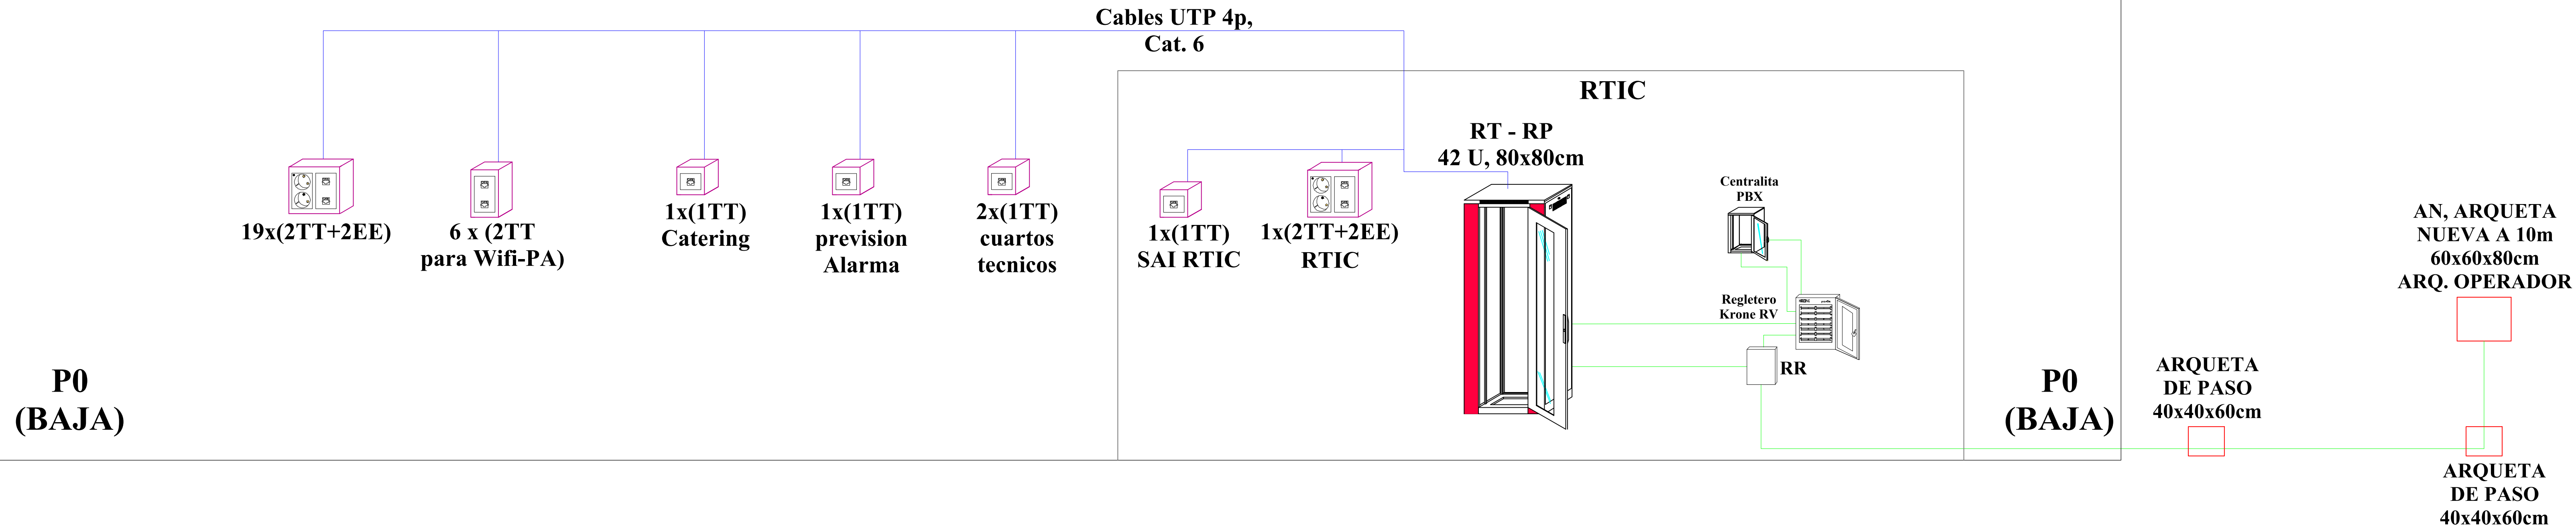 Cables UTP 4p,
Cat. 6
RTIC
RT - RP
42 U, 80x80cm
Centralita
PBX
Regletero
Krone RV
RR
19x(2TT+2EE)
6 x (2TT
para Wifi-PA)
1x(1TT)
Catering
1x(1TT)
prevision
Alarma
2x(1TT)
cuartos
tecnicos
1x(1TT)
SAI RTIC
1x(2TT+2EE)
RTIC
P0
(BAJA)
P0
(BAJA)
ARQUETA
DE PASO
40x40x60cm
AN, ARQUETA
NUEVA A 10m
60x60x80cm
ARQ. OPERADOR
ARQUETA
DE PASO
40x40x60cm